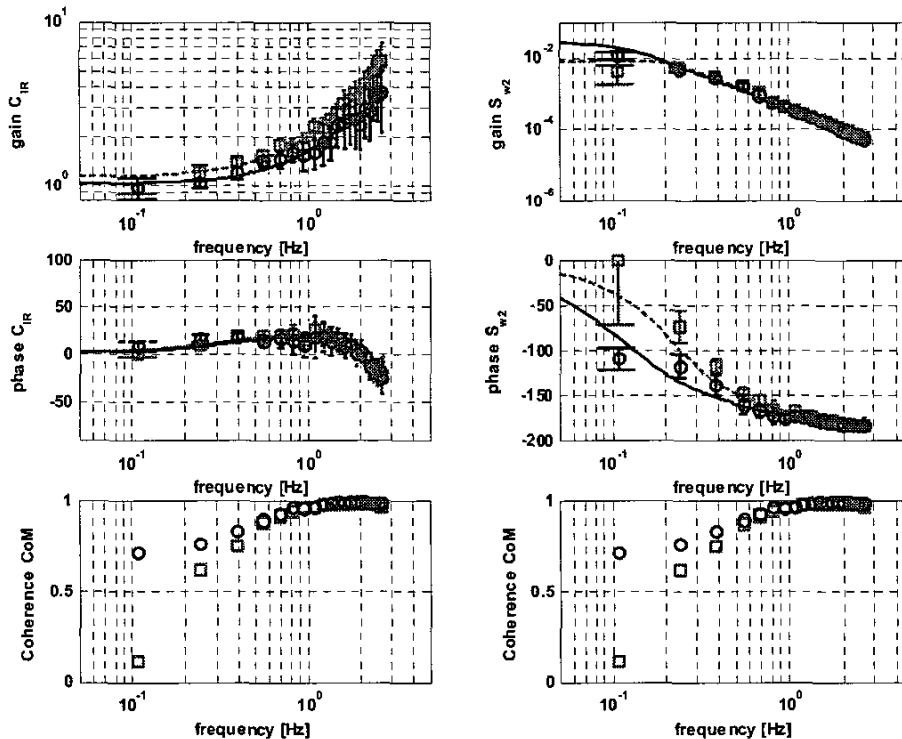 10^1
gain C_IR
10^0
10^-1
10^0
frequency [Hz]
10^-2
gain S_w2
10^-4
10^-6
10^-1
10^0
frequency [Hz]
100
50
phase C_IR
0
-50
10^-1
10^0
frequency [Hz]
0
-50
phase S_w2
-100
-150
-200
10^-1
10^0
frequency [Hz]
1
Coherence CoM
0.5
0
10^-1
10^0
frequency [Hz]
1
Coherence CoM
0.5
0
10^-1
10^0
frequency [Hz]